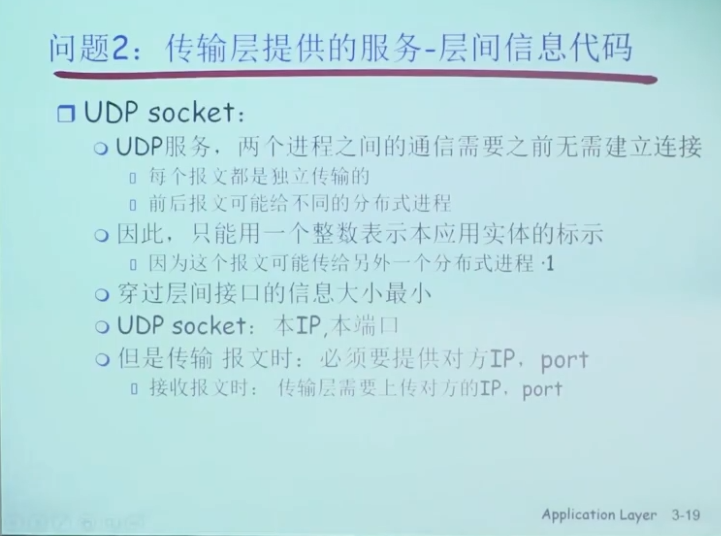 问题2：传输层提供的服务-层间信息代码
UDP socket：
UDP服务，两个进程之间的通信需要之前无需建立连接
每个报文都是独立传输的
前后报文可能给不同的分布式进程
因此，只能用一个整数表示本应用实体的标示
因为这个报文可能传给另外一个分布式进程
穿过层间接口的信息大小最小
UDP socket：本IP,本端口
但是传输 报文时：必须要提供对方IP，port
接收报文时： 传输层需要上传对方的IP，port
Application Layer 3-19